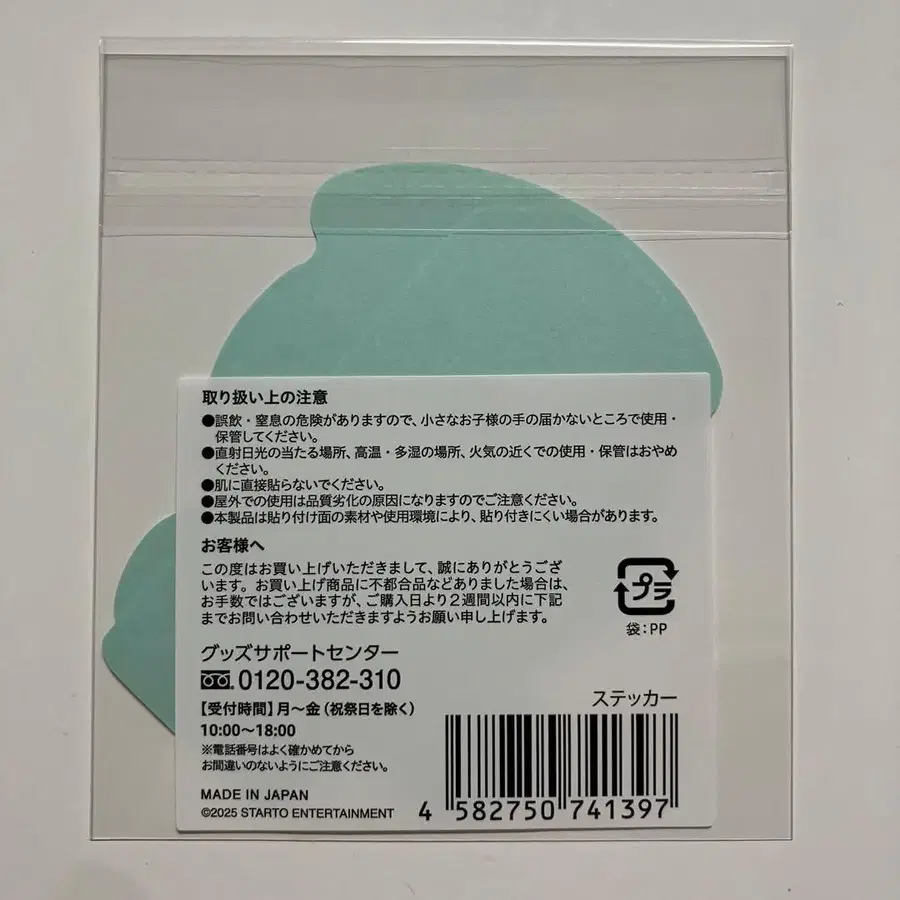 取り扱い上の注意
●誤飲・窒息の危険がありますので、小さなお子様の手の届かないところで使用・
保管してください。
●直射日光の当たる場所、高温・多湿の場所、火気の近くでの使用・保管はおやめ
ください。
●肌に直接貼らないでください。
●屋外での使用は品質劣化の原因になりますのでご注意ください。
●本製品は貼り付け面の素材や使用環境により、貼り付きにくい場合があります。
お客様へ
この度はお買い上げいただきまして、誠にありがとうござ
います。お買い上げ商品に不都合品などありました場合は、
お手数ではございますが、ご購入日より2週間以内に下記
までお問い合わせいただきますようお願い申し上げます。
プラ
袋：PP
グッズサポートセンター
0120-382-310
【受付時間】月～金（祝祭日を除く）
10:00～18:00
※電話番号はよく確かめてから
お間違いのないようにご注意ください。
MADE IN JAPAN
©2025 STARTO ENTERTAINMENT
ステッカー
4 582750 741397